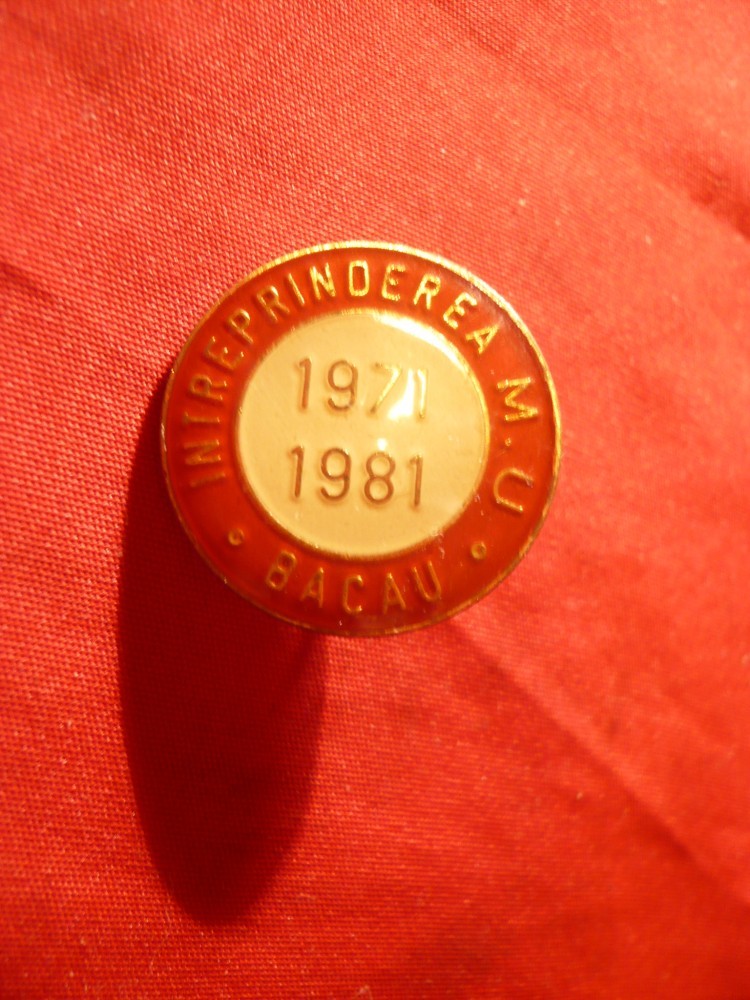 INTREPRINDEREA M.U
1971
1981
• BACAU •